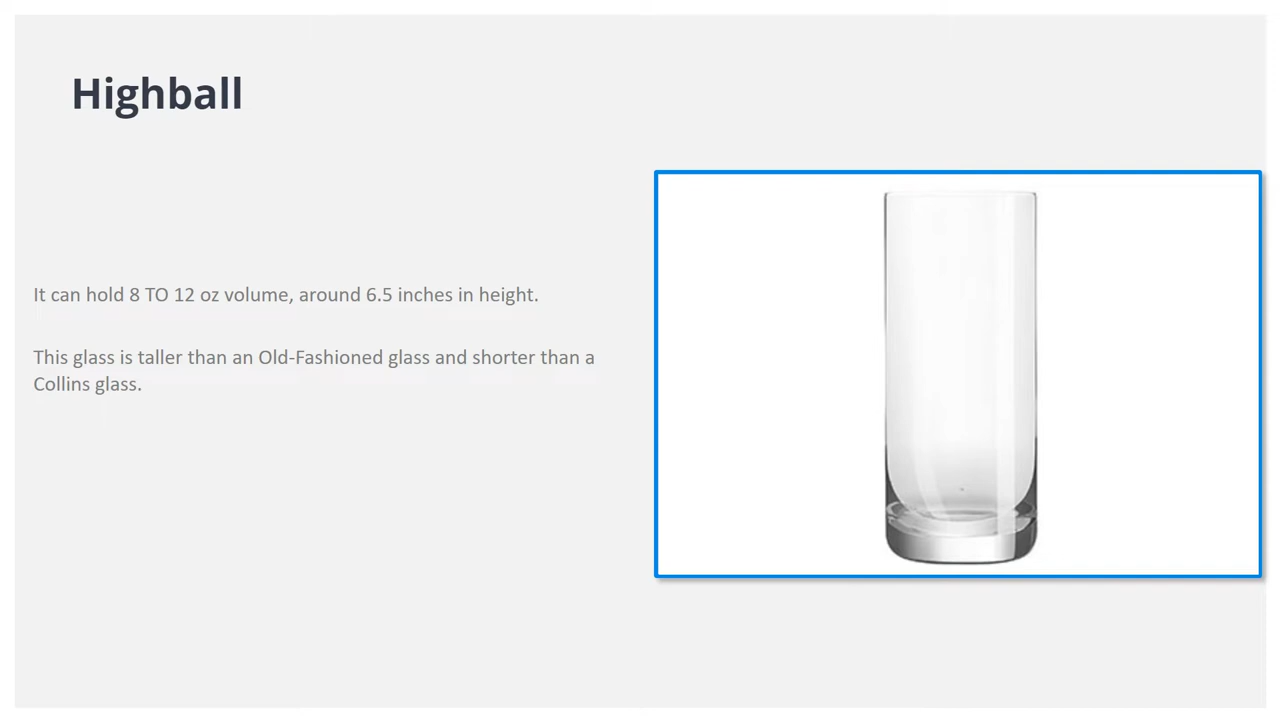 Highball
It can hold 8 TO 12 oz volume, around 6.5 inches in height.
This glass is taller than an Old-Fashioned glass and shorter than a
Collins glass.